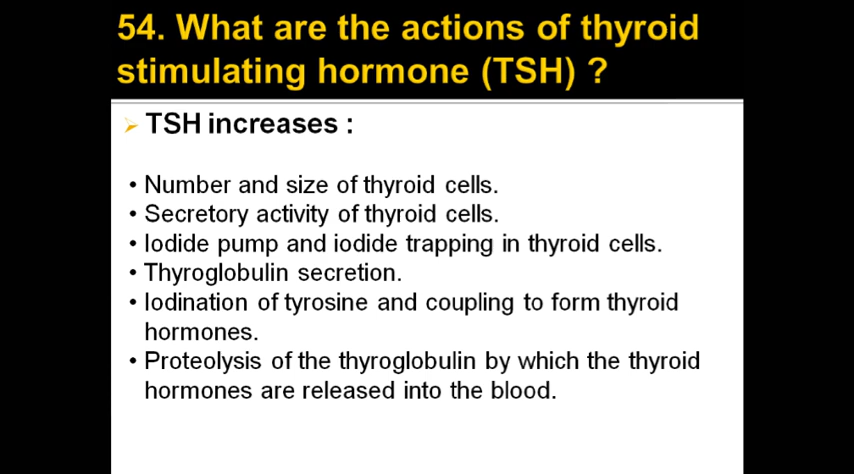 54. What are the actions of thyroid
stimulating hormone (TSH) ?
➢ TSH increases :
• Number and size of thyroid cells.
• Secretory activity of thyroid cells.
• Iodide pump and iodide trapping in thyroid cells.
• Thyroglobulin secretion.
• Iodination of tyrosine and coupling to form thyroid
hormones.
• Proteolysis of the thyroglobulin by which the thyroid
hormones are released into the blood.